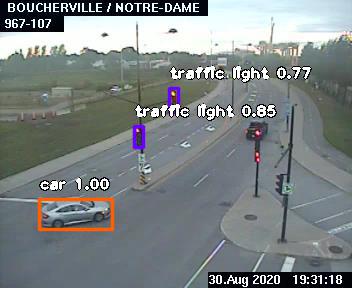 BOUCHERVILLE / NOTRE-DAME
967-107
traffic light 0.77
traffic light 0.85
car 1.00
30.Aug 2020 19:31:18